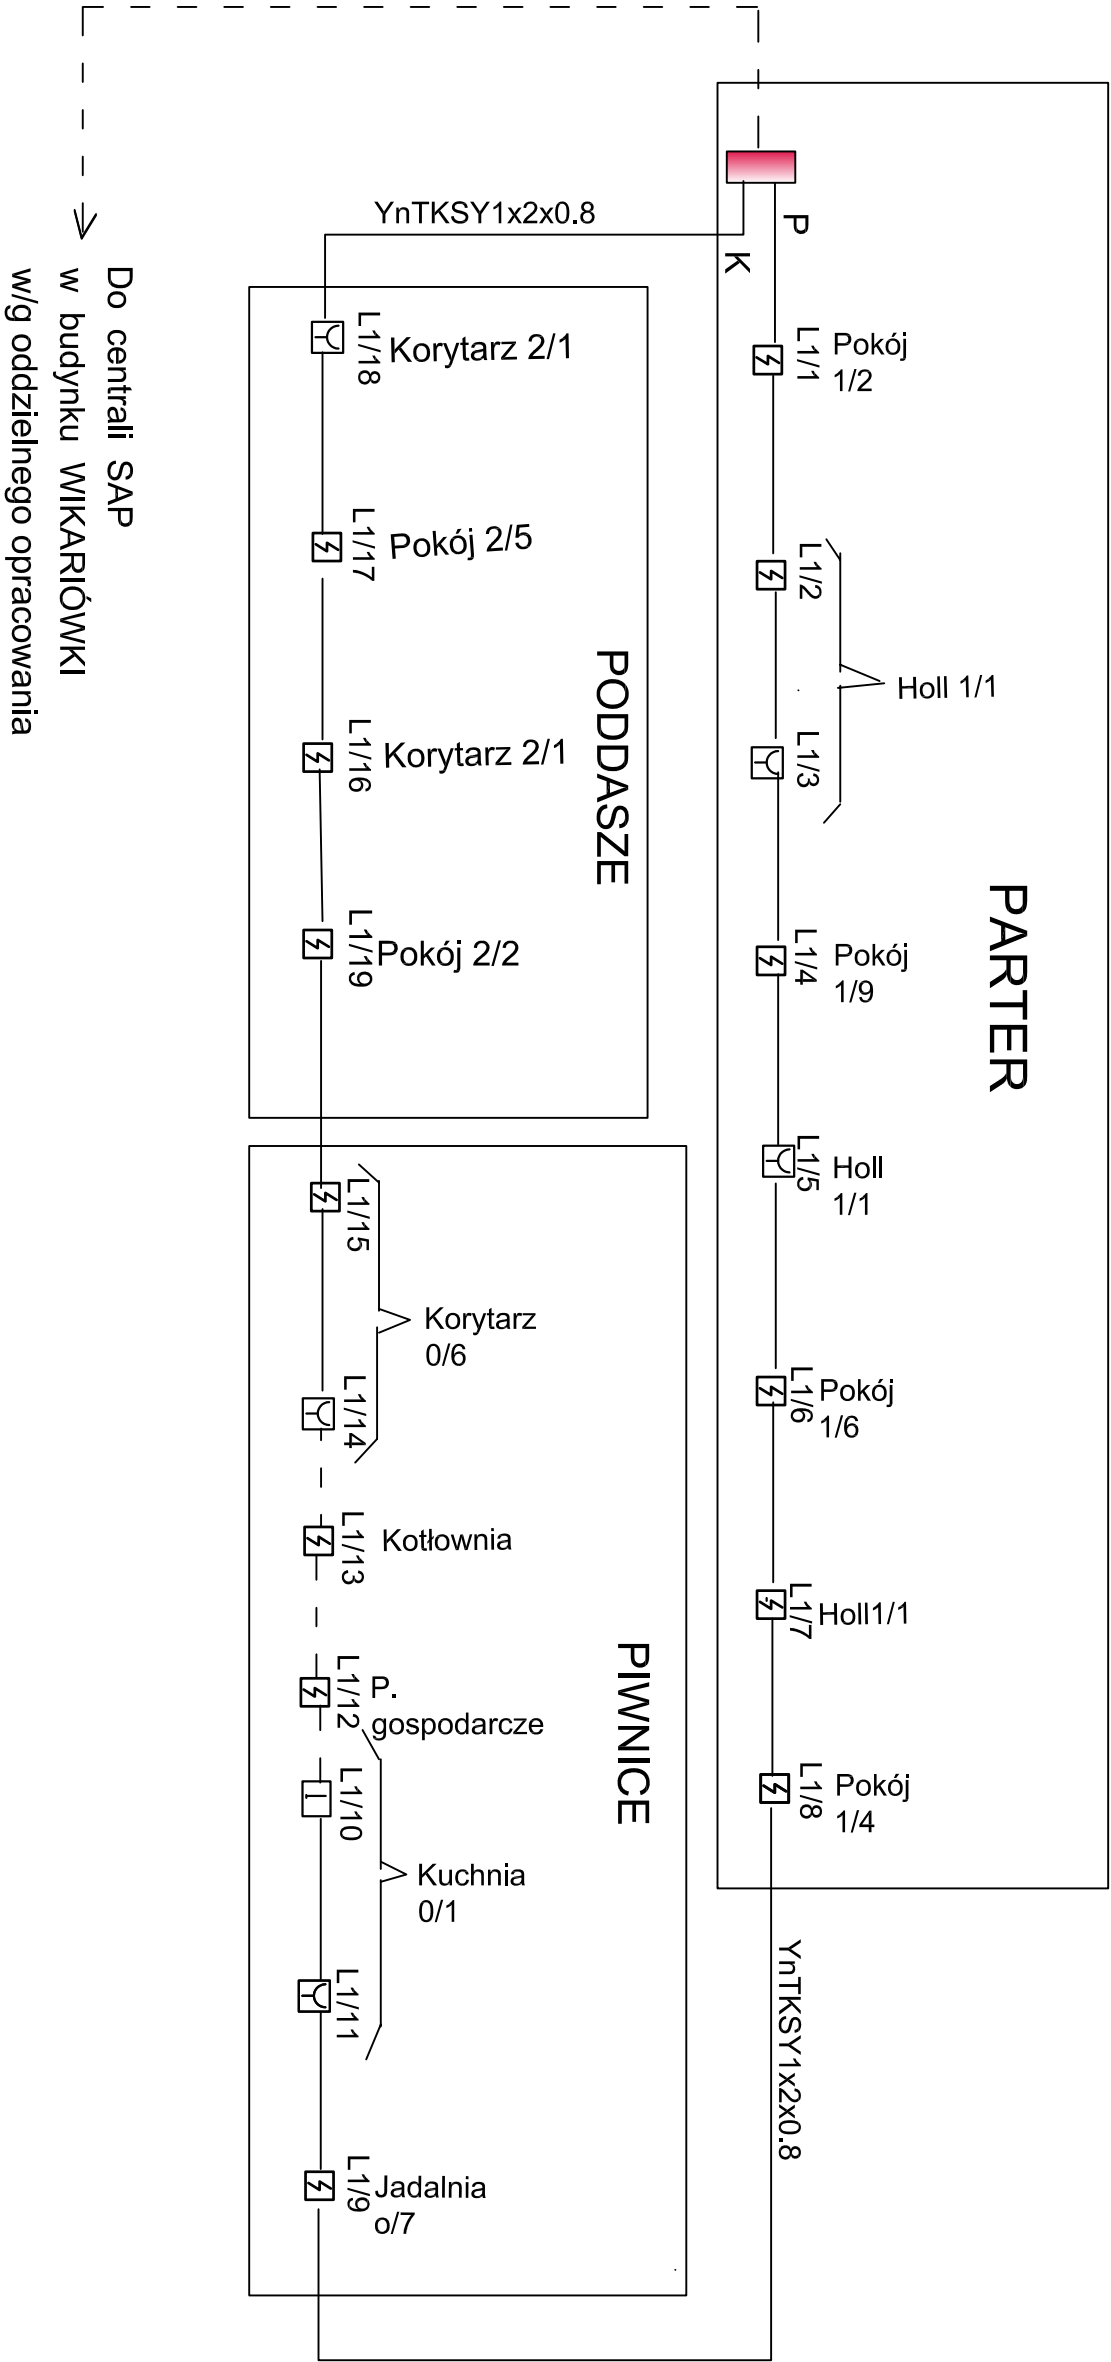 P
K
YnTKSY1x2x0.8
Do centrali SAP
w budynku WIKARIÓWKI
w/g oddzielnego opracowania
PARTER
L1/1
Pokój
1/2
L1/2
Holl 1/1
L1/3
L1/4
Pokój
1/9
L1/5
Holl
1/1
L1/6
Pokój
1/6
L1/7
Holl1/1
L1/8
Pokój
1/4
YnTKSY1x2x0.8
PODDASZE
L1/18
Korytarz 2/1
L1/17
Pokój 2/5
L1/16
Korytarz 2/1
L1/19
Pokój 2/2
PIWNICE
L1/15
Korytarz
0/6
L1/14
L1/13
Kotłownia
L1/12
P.
gospodarcze
L1/10
Kuchnia
0/1
L1/11
L1/9
Jadalnia
o/7